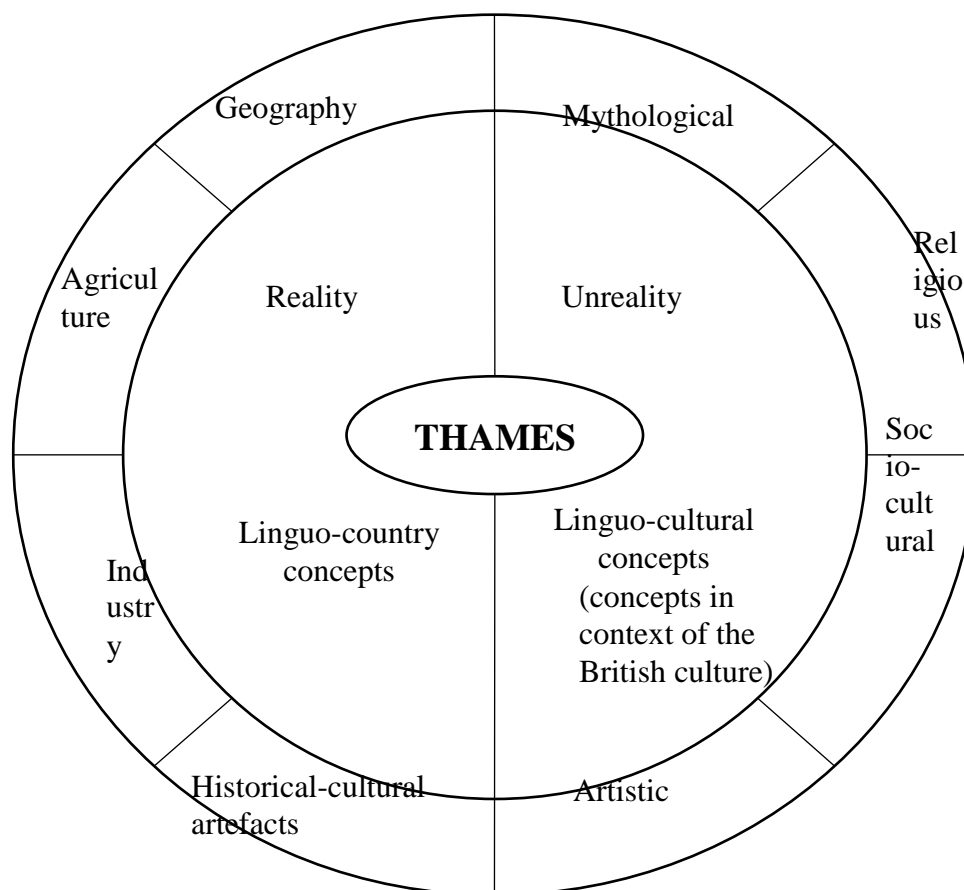 Geography
Mythological
Rel
igio
us
Agricul
ture
Reality
Unreality
THAMES
Soc
io-
cult
ural
Linguo-country
concepts
Linguo-cultural
concepts
(concepts in
context of the
British culture)
Ind
ustr
y
Historical-cultural
artefacts
Artistic